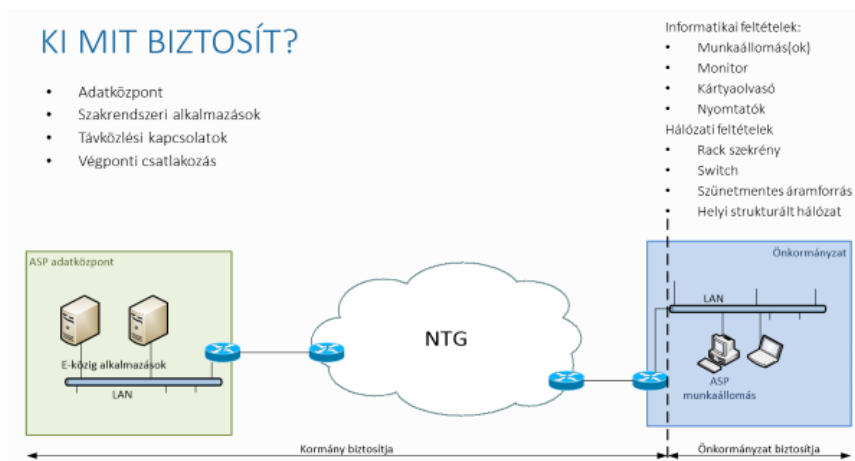 KI MIT BIZTOSÍT?
• Adatközpont
• Szakrendszeri alkalmazások
• Távközlési kapcsolatok
• Végponti csatlakozás
Informatikai feltételek:
• Munkaállomás(ok)
• Monitor
• Kártyaolvasó
• Nyomtatók
Hálózati feltételek
• Rack szekrény
• Switch
• Szünetmentes áramforrás
• Helyi strukturált hálózat
ASP adatközpont
E-közig alkalmazások
LAN
NTG
Önkormányzat
LAN
ASP
munkaállomás
Kormány biztosítja
Önkormányzat biztosítja